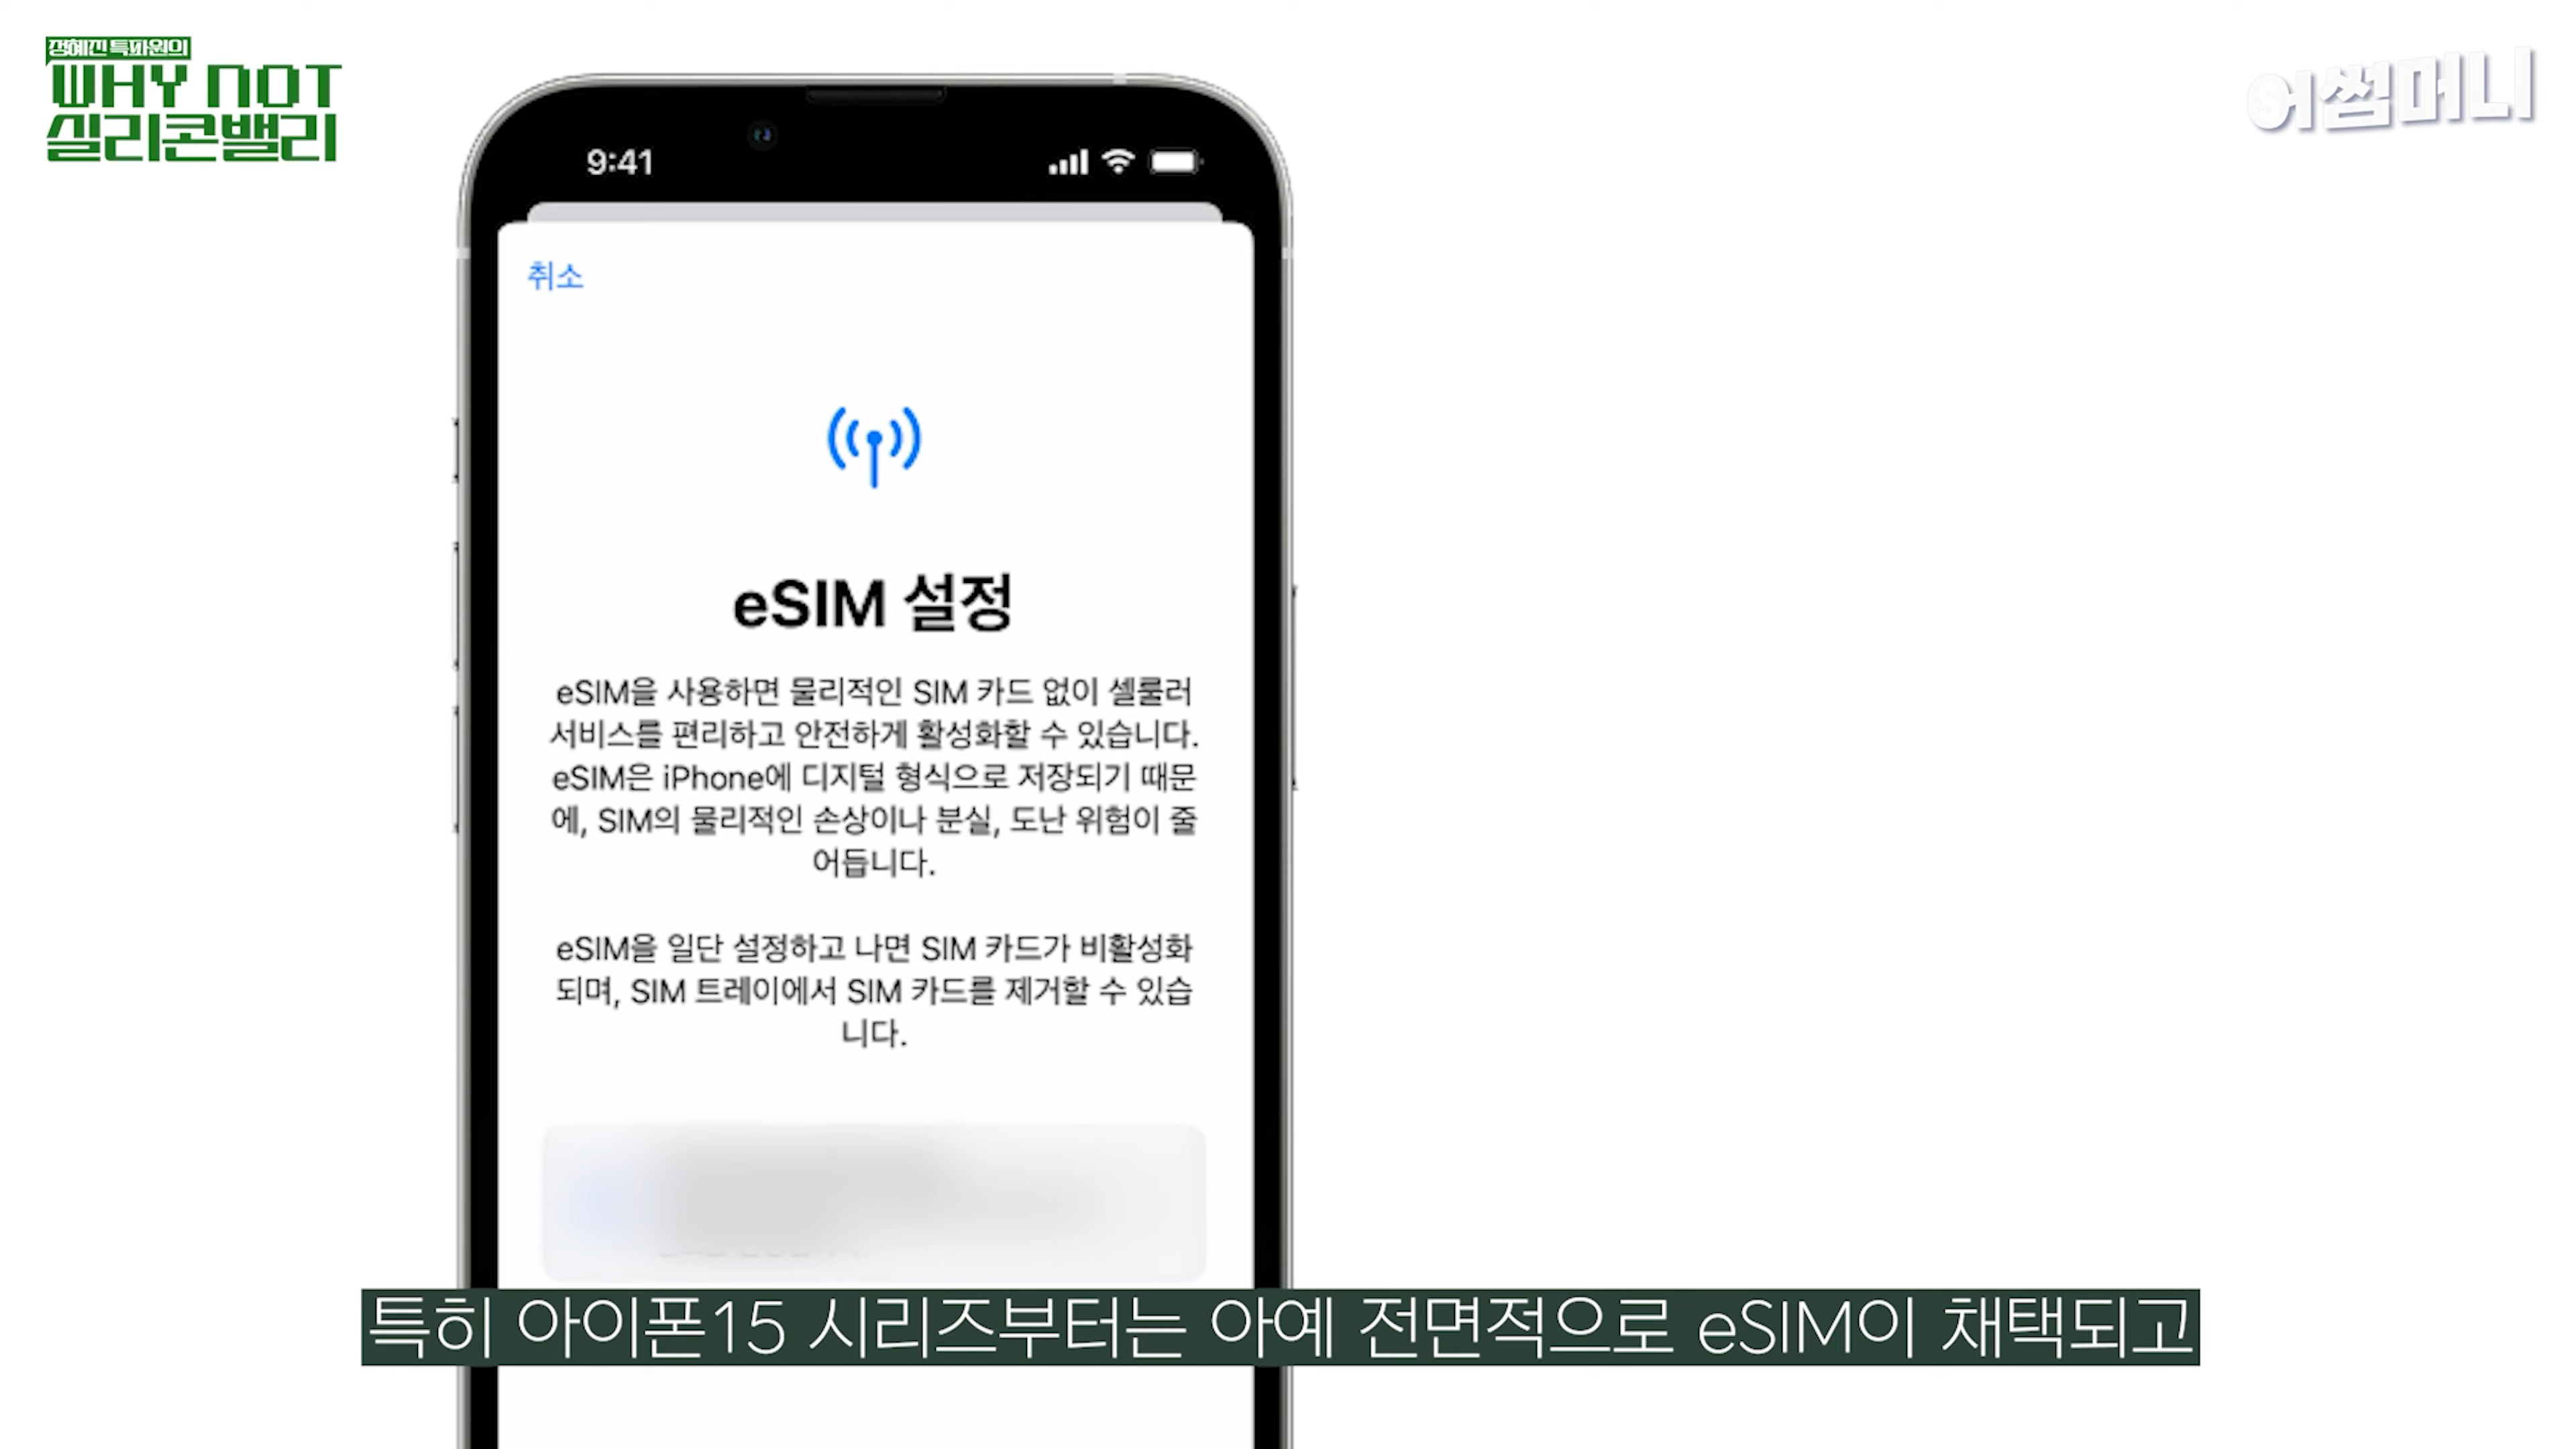 정혜진 특파원의
WHY NOT
실리콘밸리
어썸머니
9:41
취소
eSIM 설정
eSIM을 사용하면 물리적인 SIM 카드 없이 셀룰러
서비스를 편리하고 안전하게 활성화할 수 있습니다.
eSIM은 iPhone에 디지털 형식으로 저장되기 때문
에, SIM의 물리적인 손상이나 분실, 도난 위험이 줄
어듭니다.
eSIM을 일단 설정하고 나면 SIM 카드가 비활성화
되며, SIM 트레이에서 SIM 카드를 제거할 수 있습
니다.
특히 아이폰15 시리즈부터는 아예 전면적으로 eSIM이 채택되고